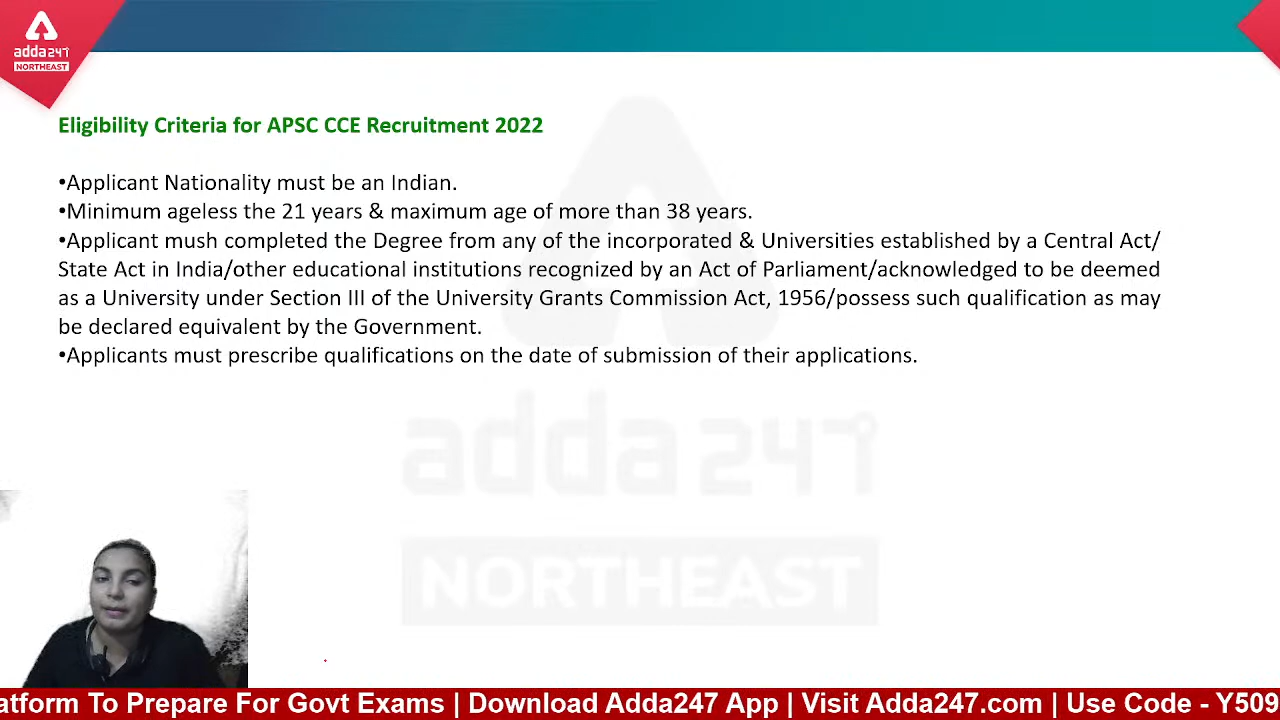 adda247
NORTHEAST
Eligibility Criteria for APSC CCE Recruitment 2022
•Applicant Nationality must be an Indian.
•Minimum ageless the 21 years & maximum age of more than 38 years.
•Applicant mush completed the Degree from any of the incorporated & Universities established by a Central Act/
State Act in India/other educational institutions recognized by an Act of Parliament/acknowledged to be deemed
as a University under Section III of the University Grants Commission Act, 1956/possess such qualification as may
be declared equivalent by the Government.
•Applicants must prescribe qualifications on the date of submission of their applications.
adda247
NORTHEAST
atform To Prepare For Govt Exams | Download Adda247 App | Visit Adda247.com | Use Code - Y509